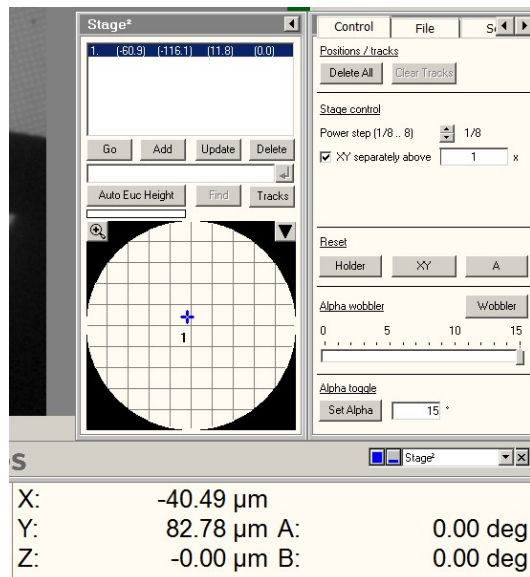 Stage²
1. (-60.9) (-116.1) (11.8) (0.0)
Go Add Update Delete
Auto Euc Height Find Tracks
1
Control File
Positions / tracks
Delete All Clear Tracks
Stage control
Power step (1/8 .. 8) 1/8
XY separately above 1 x
Reset
Holder XY A
Alpha wobbler Wobbler
0 5 10 15
Alpha toggle
Set Alpha 15 °
Stage²
X: -40.49 µm
Y: 82.78 µm A: 0.00 deg
Z: -0.00 µm B: 0.00 deg